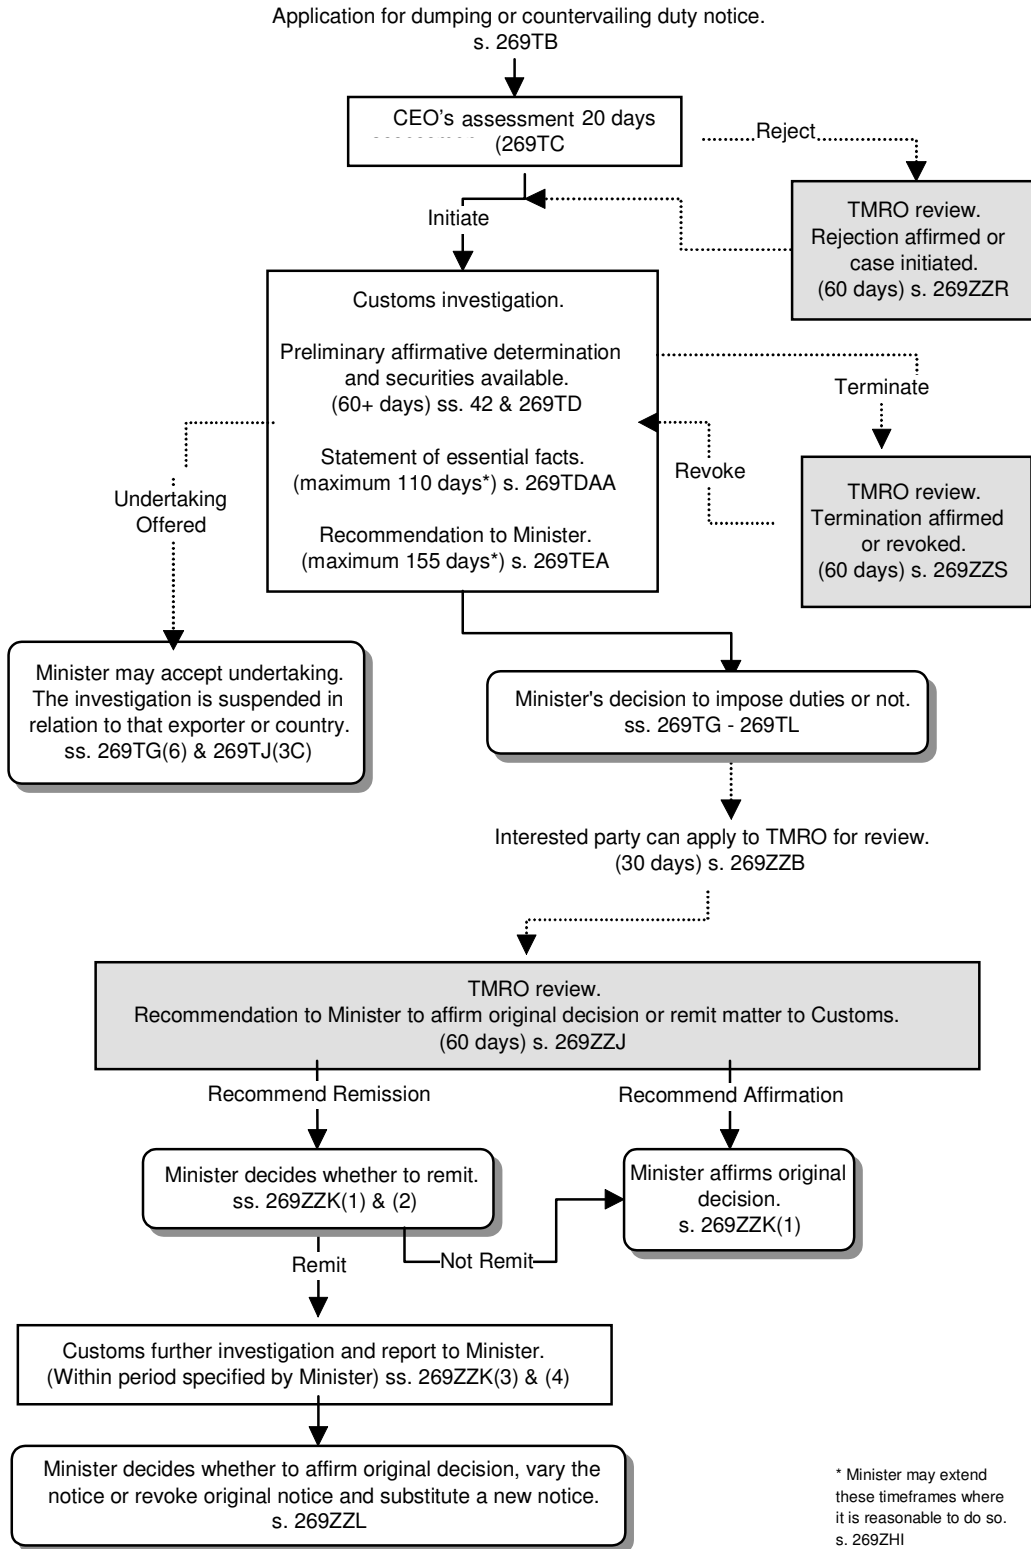 Application for dumping or countervailing duty notice.
s. 269TB
CEO's assessment 20 days
(269TC
Reject
TMRO review.
Rejection affirmed or
case initiated.
(60 days) s. 269ZZR
Initiate
Customs investigation.
Preliminary affirmative determination
and securities available.
(60+ days) ss. 42 & 269TD
Statement of essential facts.
(maximum 110 days*) s. 269TDAA
Recommendation to Minister.
(maximum 155 days*) s. 269TEA
Terminate
Revoke
TMRO review.
Termination affirmed
or revoked.
(60 days) s. 269ZZS
Undertaking
Offered
Minister may accept undertaking.
The investigation is suspended in
relation to that exporter or country.
ss. 269TG(6) & 269TJ(3C)
Minister's decision to impose duties or not.
ss. 269TG - 269TL
Interested party can apply to TMRO for review.
(30 days) s. 269ZZB
TMRO review.
Recommendation to Minister to affirm original decision or remit matter to Customs.
(60 days) s. 269ZZJ
Recommend Remission
Recommend Affirmation
Minister decides whether to remit.
ss. 269ZZK(1) & (2)
Minister affirms original
decision.
s. 269ZZK(1)
Remit
Not Remit
Customs further investigation and report to Minister.
(Within period specified by Minister) ss. 269ZZK(3) & (4)
Minister decides whether to affirm original decision, vary the
notice or revoke original notice and substitute a new notice.
s. 269ZZL
* Minister may extend
these timeframes where
it is reasonable to do so.
s. 269ZHI